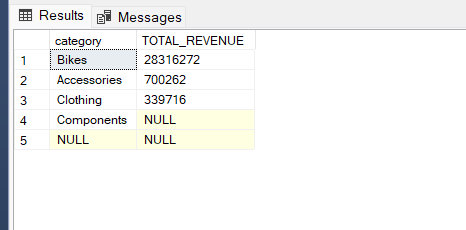 Results Messages
category TOTAL_REVENUE
1 Bikes 28316272
2 Accessories 700262
3 Clothing 339716
4 Components NULL
5 NULL NULL